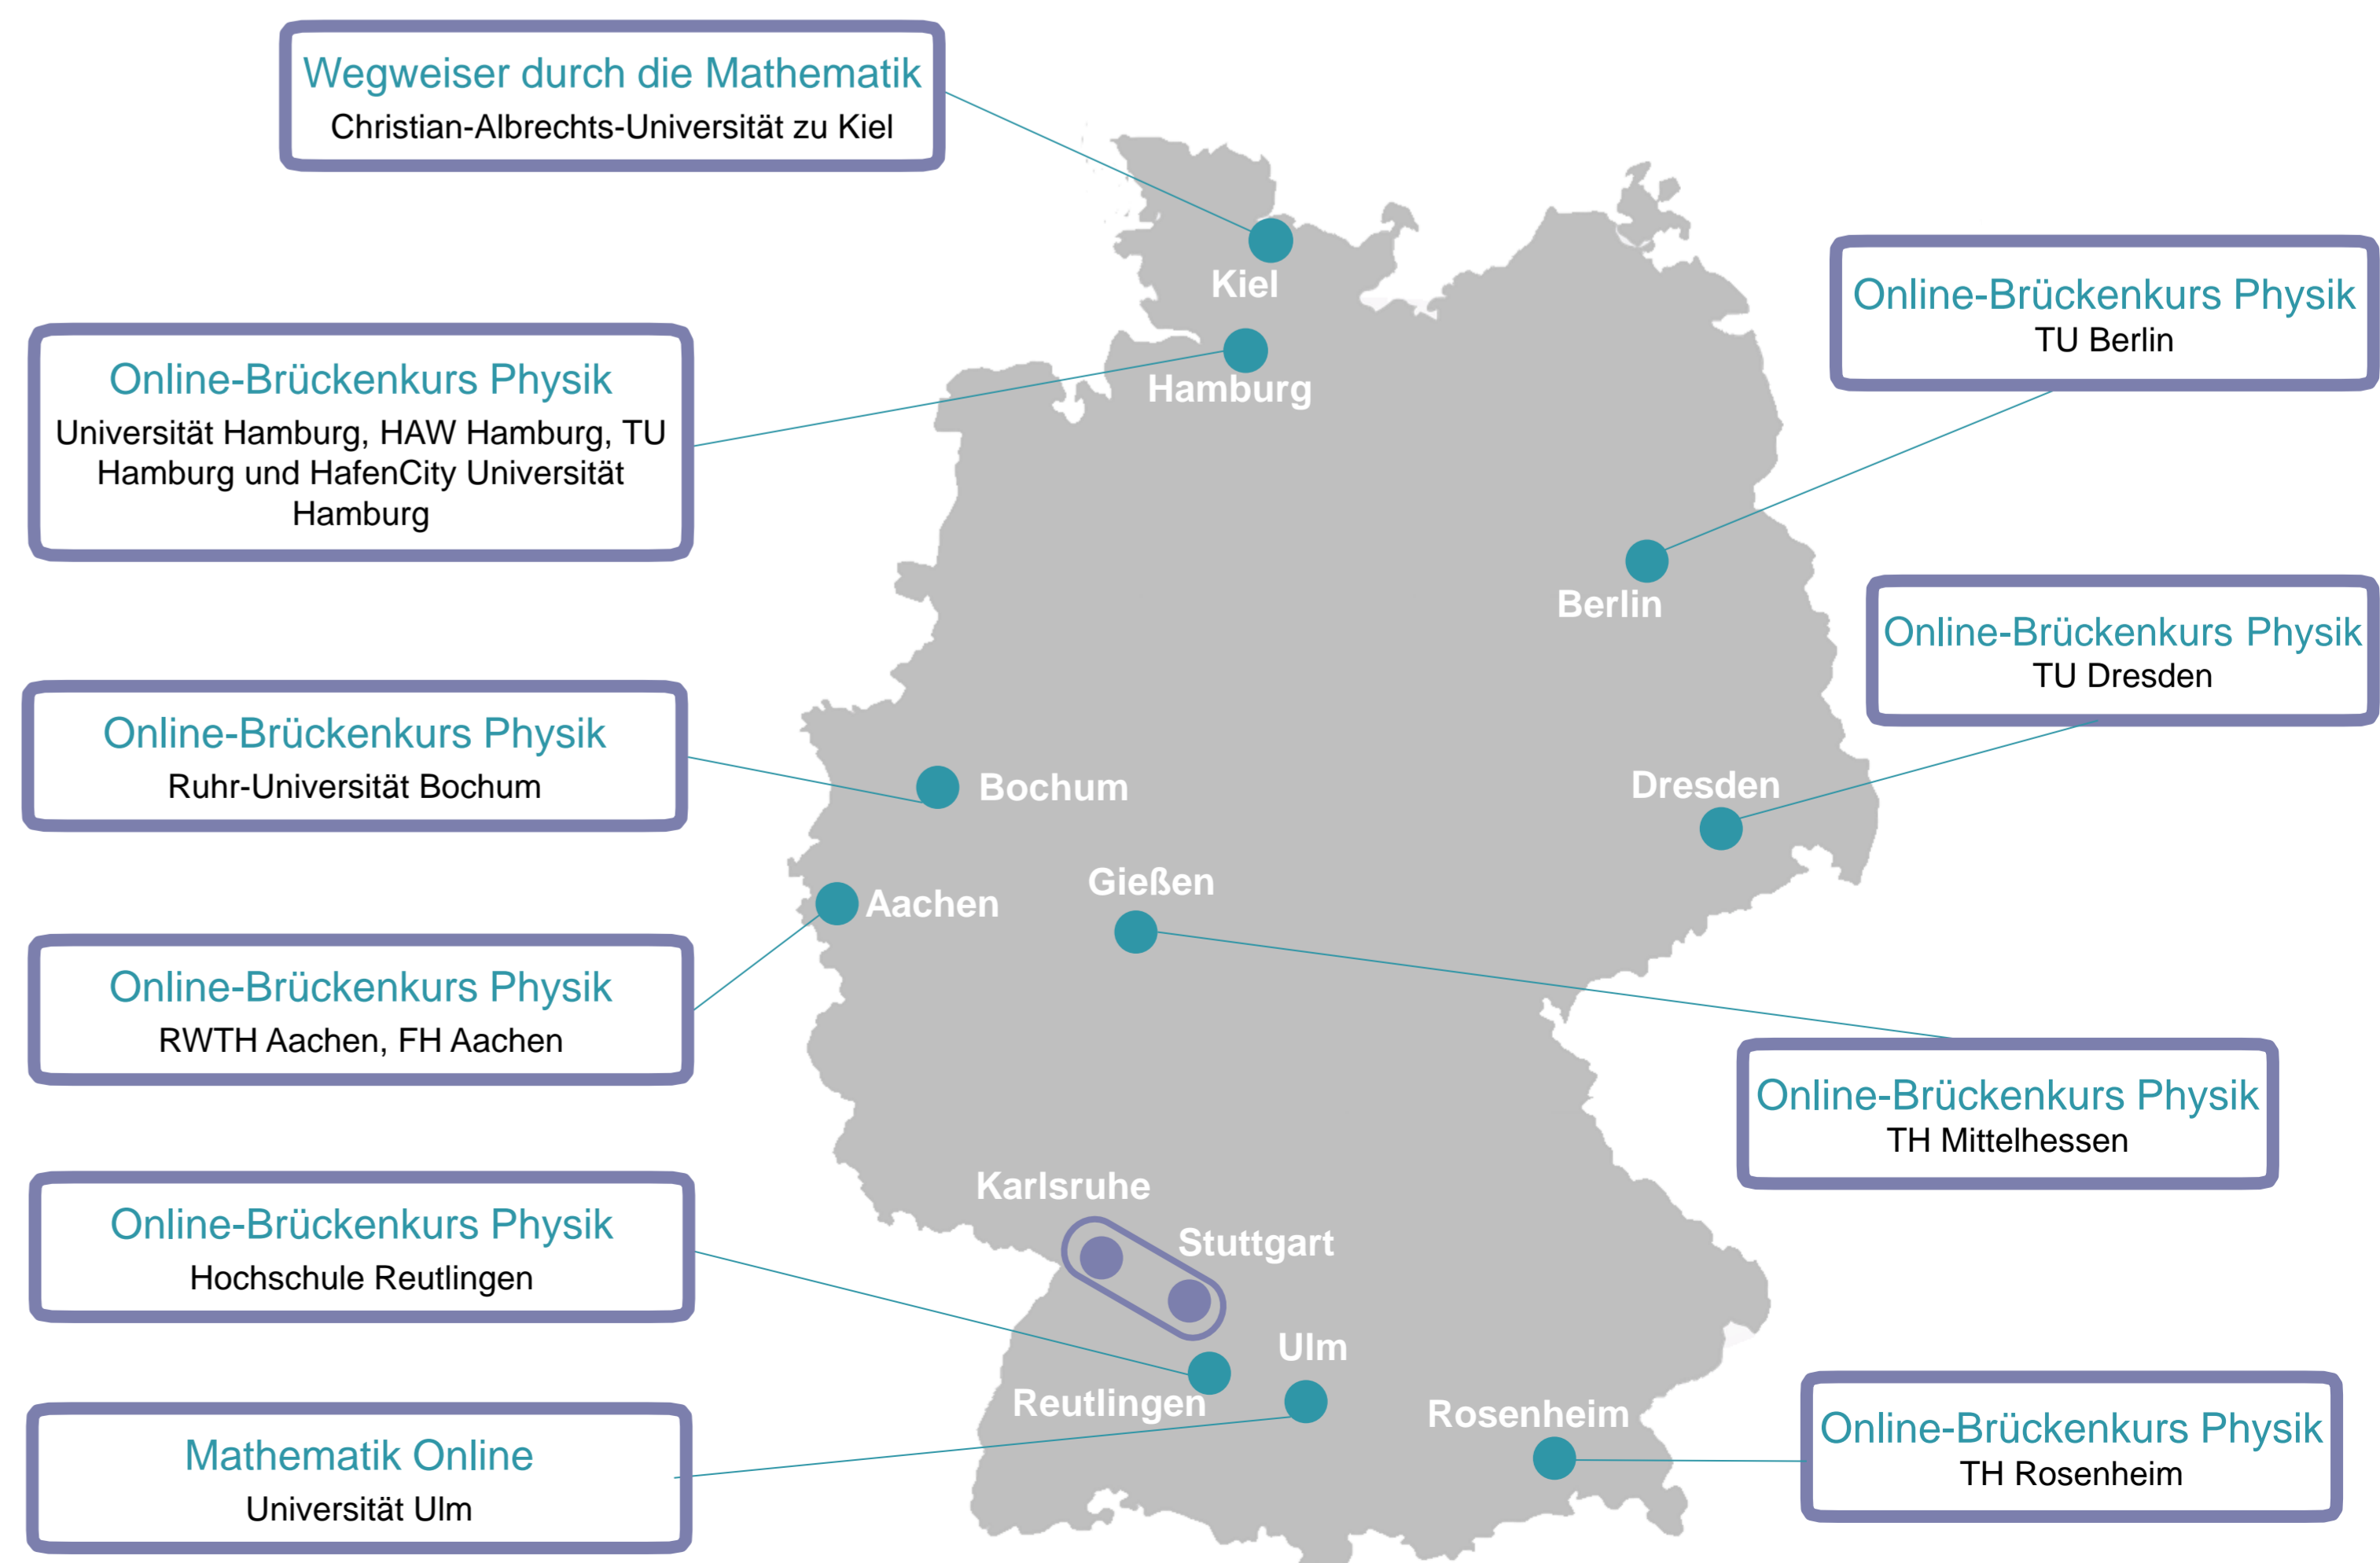 Wegweiser durch die Mathematik
Christian-Albrechts-Universität zu Kiel
Kiel
Online-Brückenkurs Physik
TU Berlin
Online-Brückenkurs Physik
Universität Hamburg, HAW Hamburg, TU
Hamburg und HafenCity Universität
Hamburg
Hamburg
Berlin
Online-Brückenkurs Physik
TU Dresden
Online-Brückenkurs Physik
Ruhr-Universität Bochum
Bochum
Dresden
Gießen
Aachen
Online-Brückenkurs Physik
RWTH Aachen, FH Aachen
Online-Brückenkurs Physik
TH Mittelhessen
Karlsruhe
Stuttgart
Online-Brückenkurs Physik
Hochschule Reutlingen
Ulm
Reutlingen
Rosenheim
Online-Brückenkurs Physik
TH Rosenheim
Mathematik Online
Universität Ulm